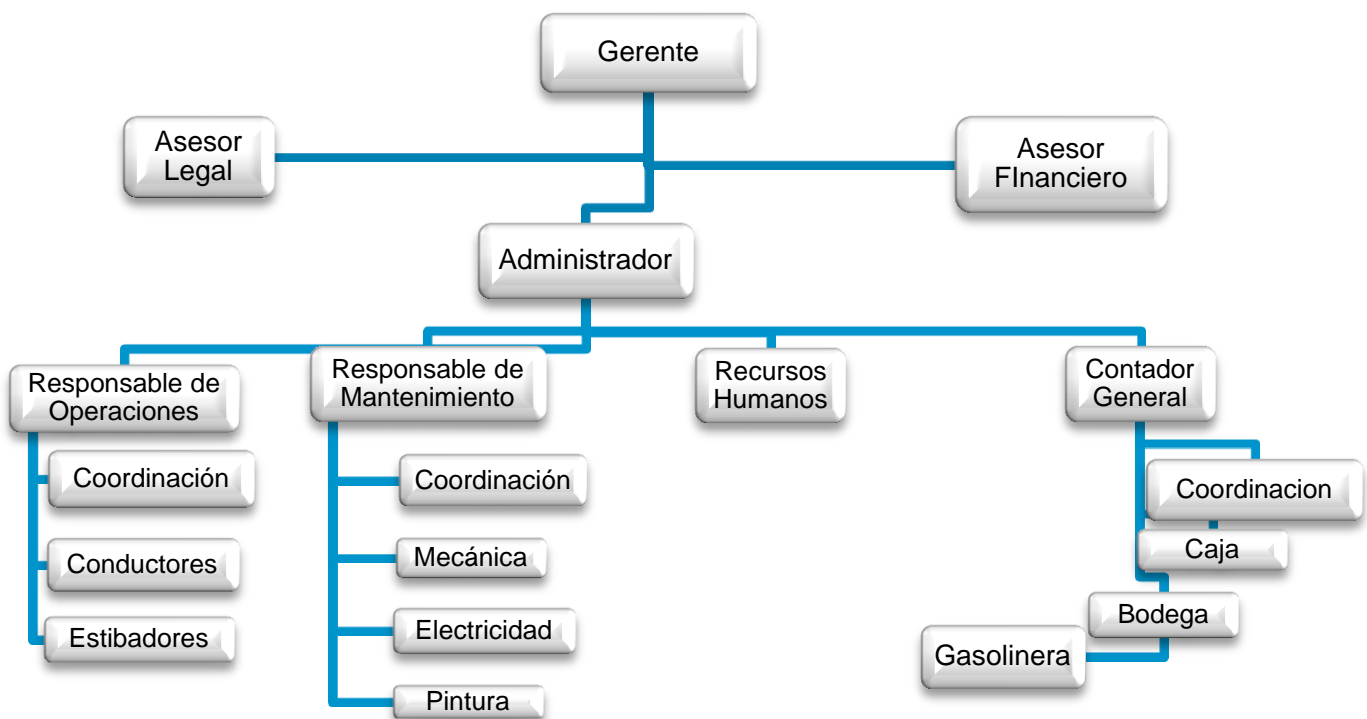 Gerente
Asesor
Legal
Asesor
FInanciero
Administrador
Responsable de
Operaciones
Responsable de
Mantenimiento
Recursos
Humanos
Contador
General
Coordinación
Conductores
Estibadores
Coordinación
Mecánica
Electricidad
Pintura
Coordinacion
Caja
Bodega
Gasolinera